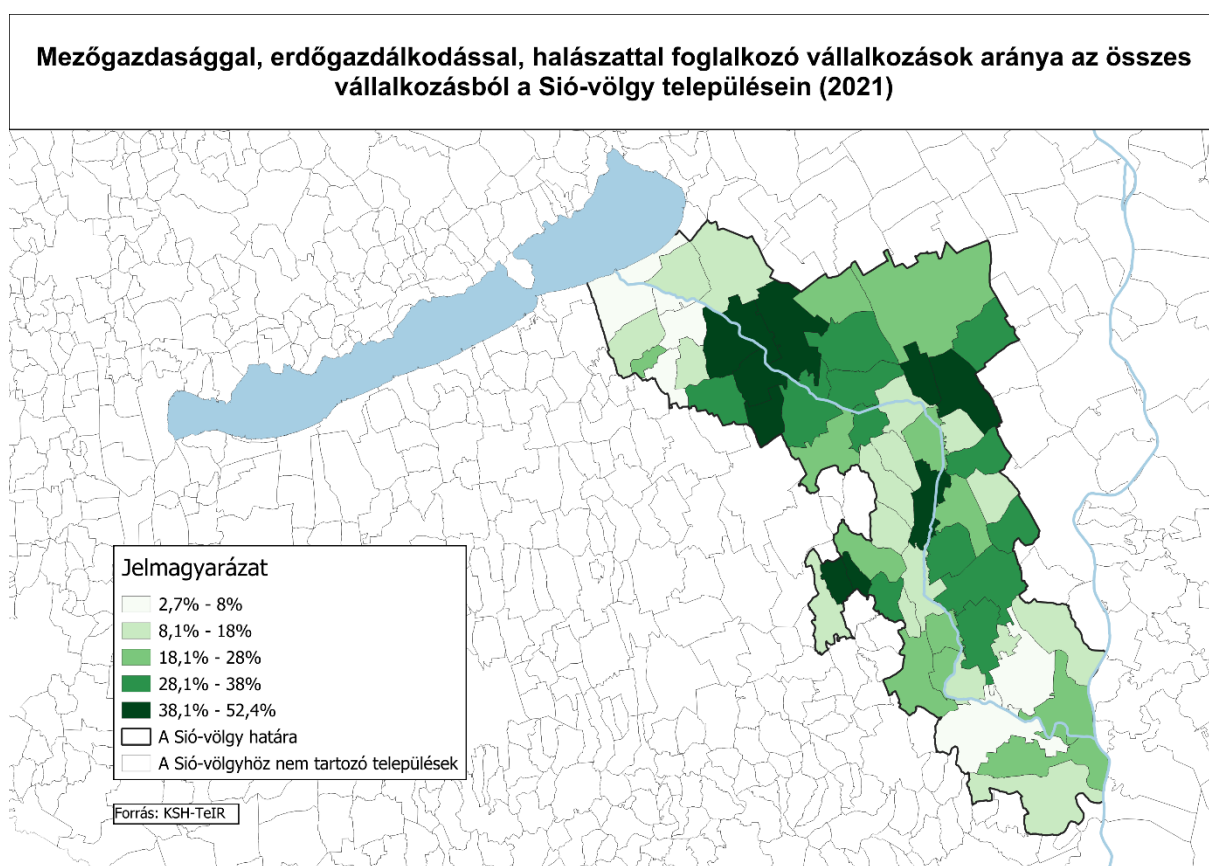 Mezőgazdasággal, erdőgazdálkodással, halászattal foglalkozó vállalkozások aránya az összes
vállalkozásból a Sió-völgy településein (2021)
Jelmagyarázat
2,7% - 8%
8,1% - 18%
18,1% - 28%
28,1% - 38%
38,1% - 52,4%
A Sió-völgy határa
A Sió-völgyhöz nem tartozó települések
Forrás: KSH-TeIR